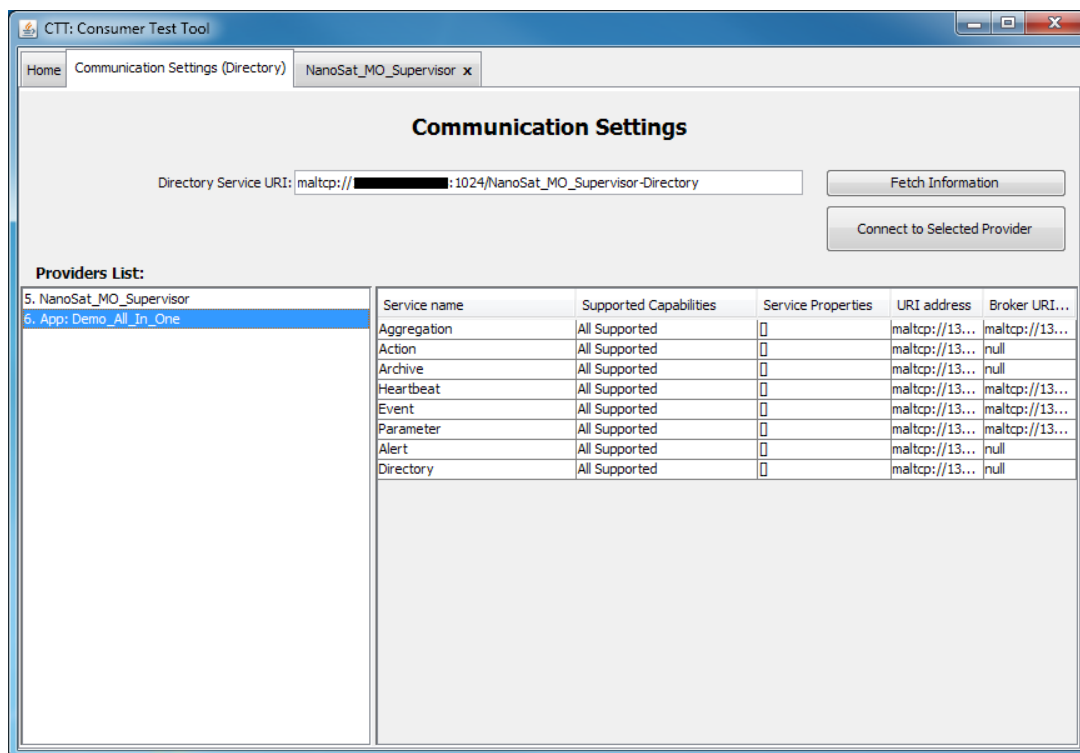 CTT: Consumer Test Tool
Home Communication Settings (Directory) NanoSat_MO_Supervisor x
Communication Settings
Directory Service URI: maltcp:// :1024/NanoSat_MO_Supervisor-Directory Fetch Information
Connect to Selected Provider
Providers List:
5. NanoSat_MO_Supervisor
6. App: Demo_All_In_One
Service name Supported Capabilities Service Properties URI address Broker URI...
Aggregation All Supported [] maltcp://13... maltcp://13...
Action All Supported [] maltcp://13... null
Archive All Supported [] maltcp://13... null
Heartbeat All Supported [] maltcp://13... maltcp://13...
Event All Supported [] maltcp://13... maltcp://13...
Parameter All Supported [] maltcp://13... maltcp://13...
Alert All Supported [] maltcp://13... null
Directory All Supported [] maltcp://13... null